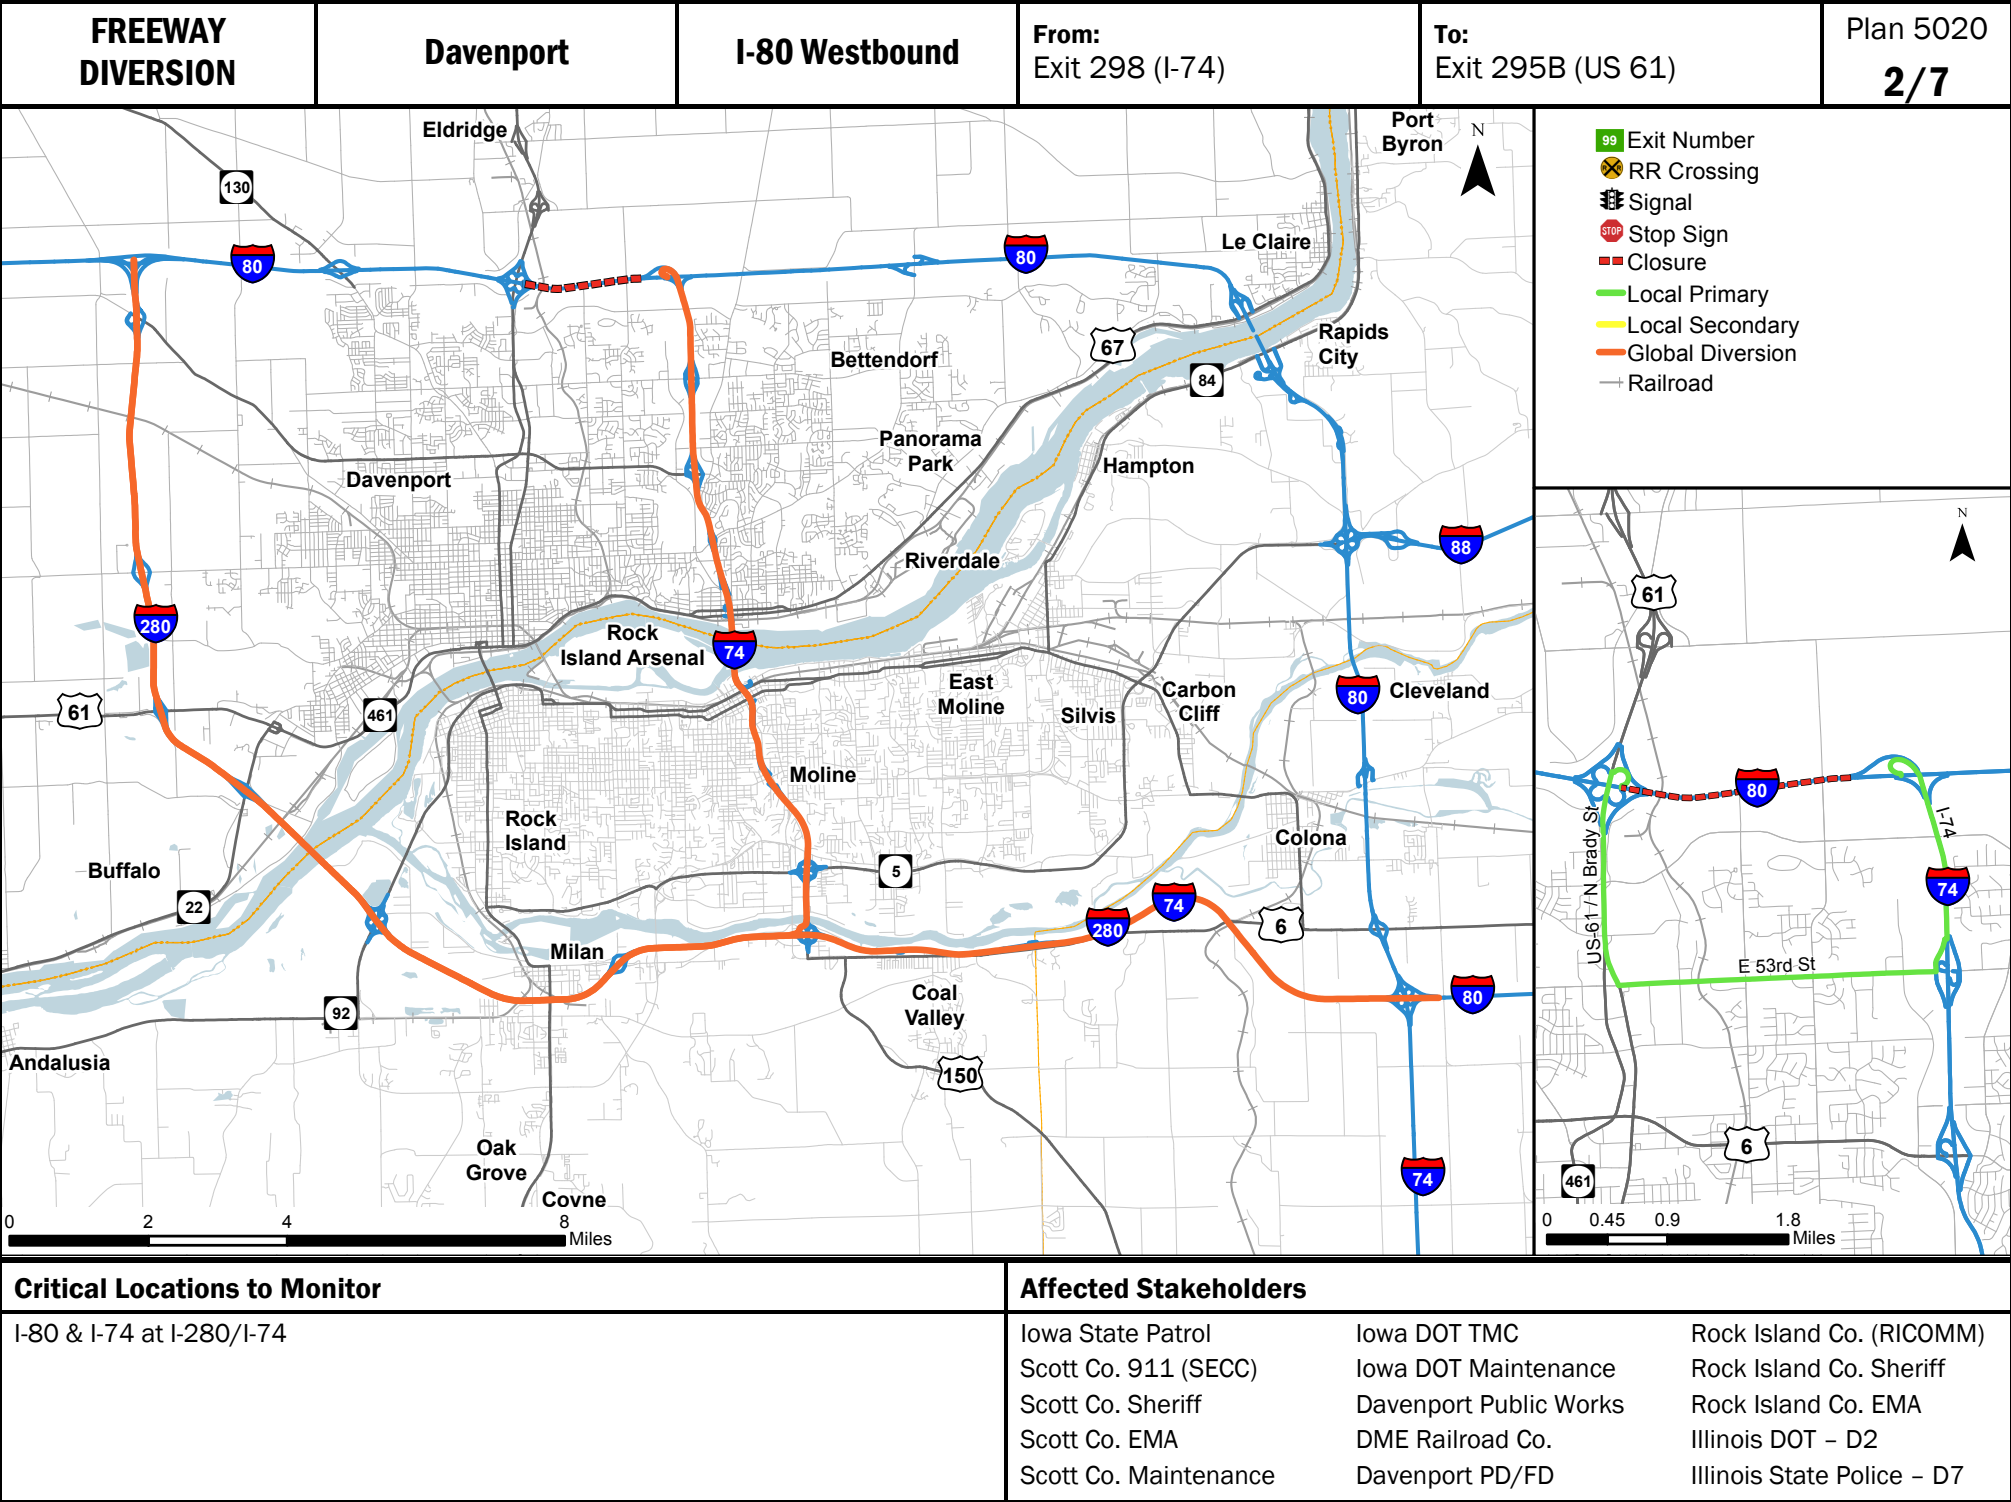 FREEWAY
DIVERSION
Davenport
I-80 Westbound
From:
Exit 298 (I-74)
To:
Exit 295B (US 61)
Plan 5020
2/7
Eldridge
Port
Byron
N
130
80
80
Le Claire
67
Rapids
City
84
Bettendorf
Panorama
Park
Hampton
Davenport
88
Riverdale
280
Rock
Island Arsenal
74
61
461
East
Moline
Silvis
Carbon
Cliff
80
Cleveland
Moline
Rock
Island
Colona
Buffalo
22
5
74
280
6
Milan
92
Coal
Valley
80
Andalusia
150
Oak
Grove
74
Covne
0 2 4 8
Miles
99 Exit Number
RR Crossing
Signal
STOP Stop Sign
Closure
Local Primary
Local Secondary
Global Diversion
Railroad
N
61
80
I-74
US-61 / N Brady St
74
E 53rd St
6
461
0 0.45 0.9 1.8
Miles
Critical Locations to Monitor
I-80 & I-74 at I-280/I-74
Affected Stakeholders
Iowa State Patrol
Scott Co. 911 (SECC)
Scott Co. Sheriff
Scott Co. EMA
Scott Co. Maintenance
Iowa DOT TMC
Iowa DOT Maintenance
Davenport Public Works
DME Railroad Co.
Davenport PD/FD
Rock Island Co. (RICOMM)
Rock Island Co. Sheriff
Rock Island Co. EMA
Illinois DOT – D2
Illinois State Police – D7